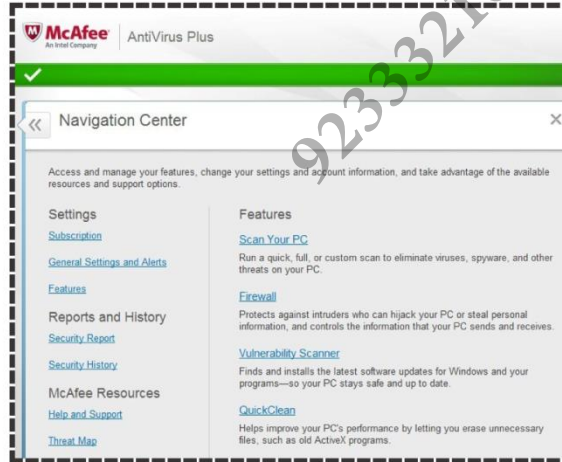 McAfee
An Intel Company
AntiVirus Plus
Navigation Center
Access and manage your features, change your settings and account information, and take advantage of the available
resources and support options.
Settings
Subscription
General Settings and Alerts
Features
Reports and History
Security Report
Security History
McAfee Resources
Help and Support
Threat Map
Features
Scan Your PC
Run a quick, full, or custom scan to eliminate viruses, spyware, and other
threats on your PC.
Firewall
Protects against intruders who can hijack your PC or steal personal
information, and controls the information that your PC sends and receives.
Vulnerability Scanner
Finds and installs the latest software updates for Windows and your
programs—so your PC stays safe and up to date.
QuickClean
Helps improve your PC's performance by letting you erase unnecessary
files, such as old ActiveX programs.